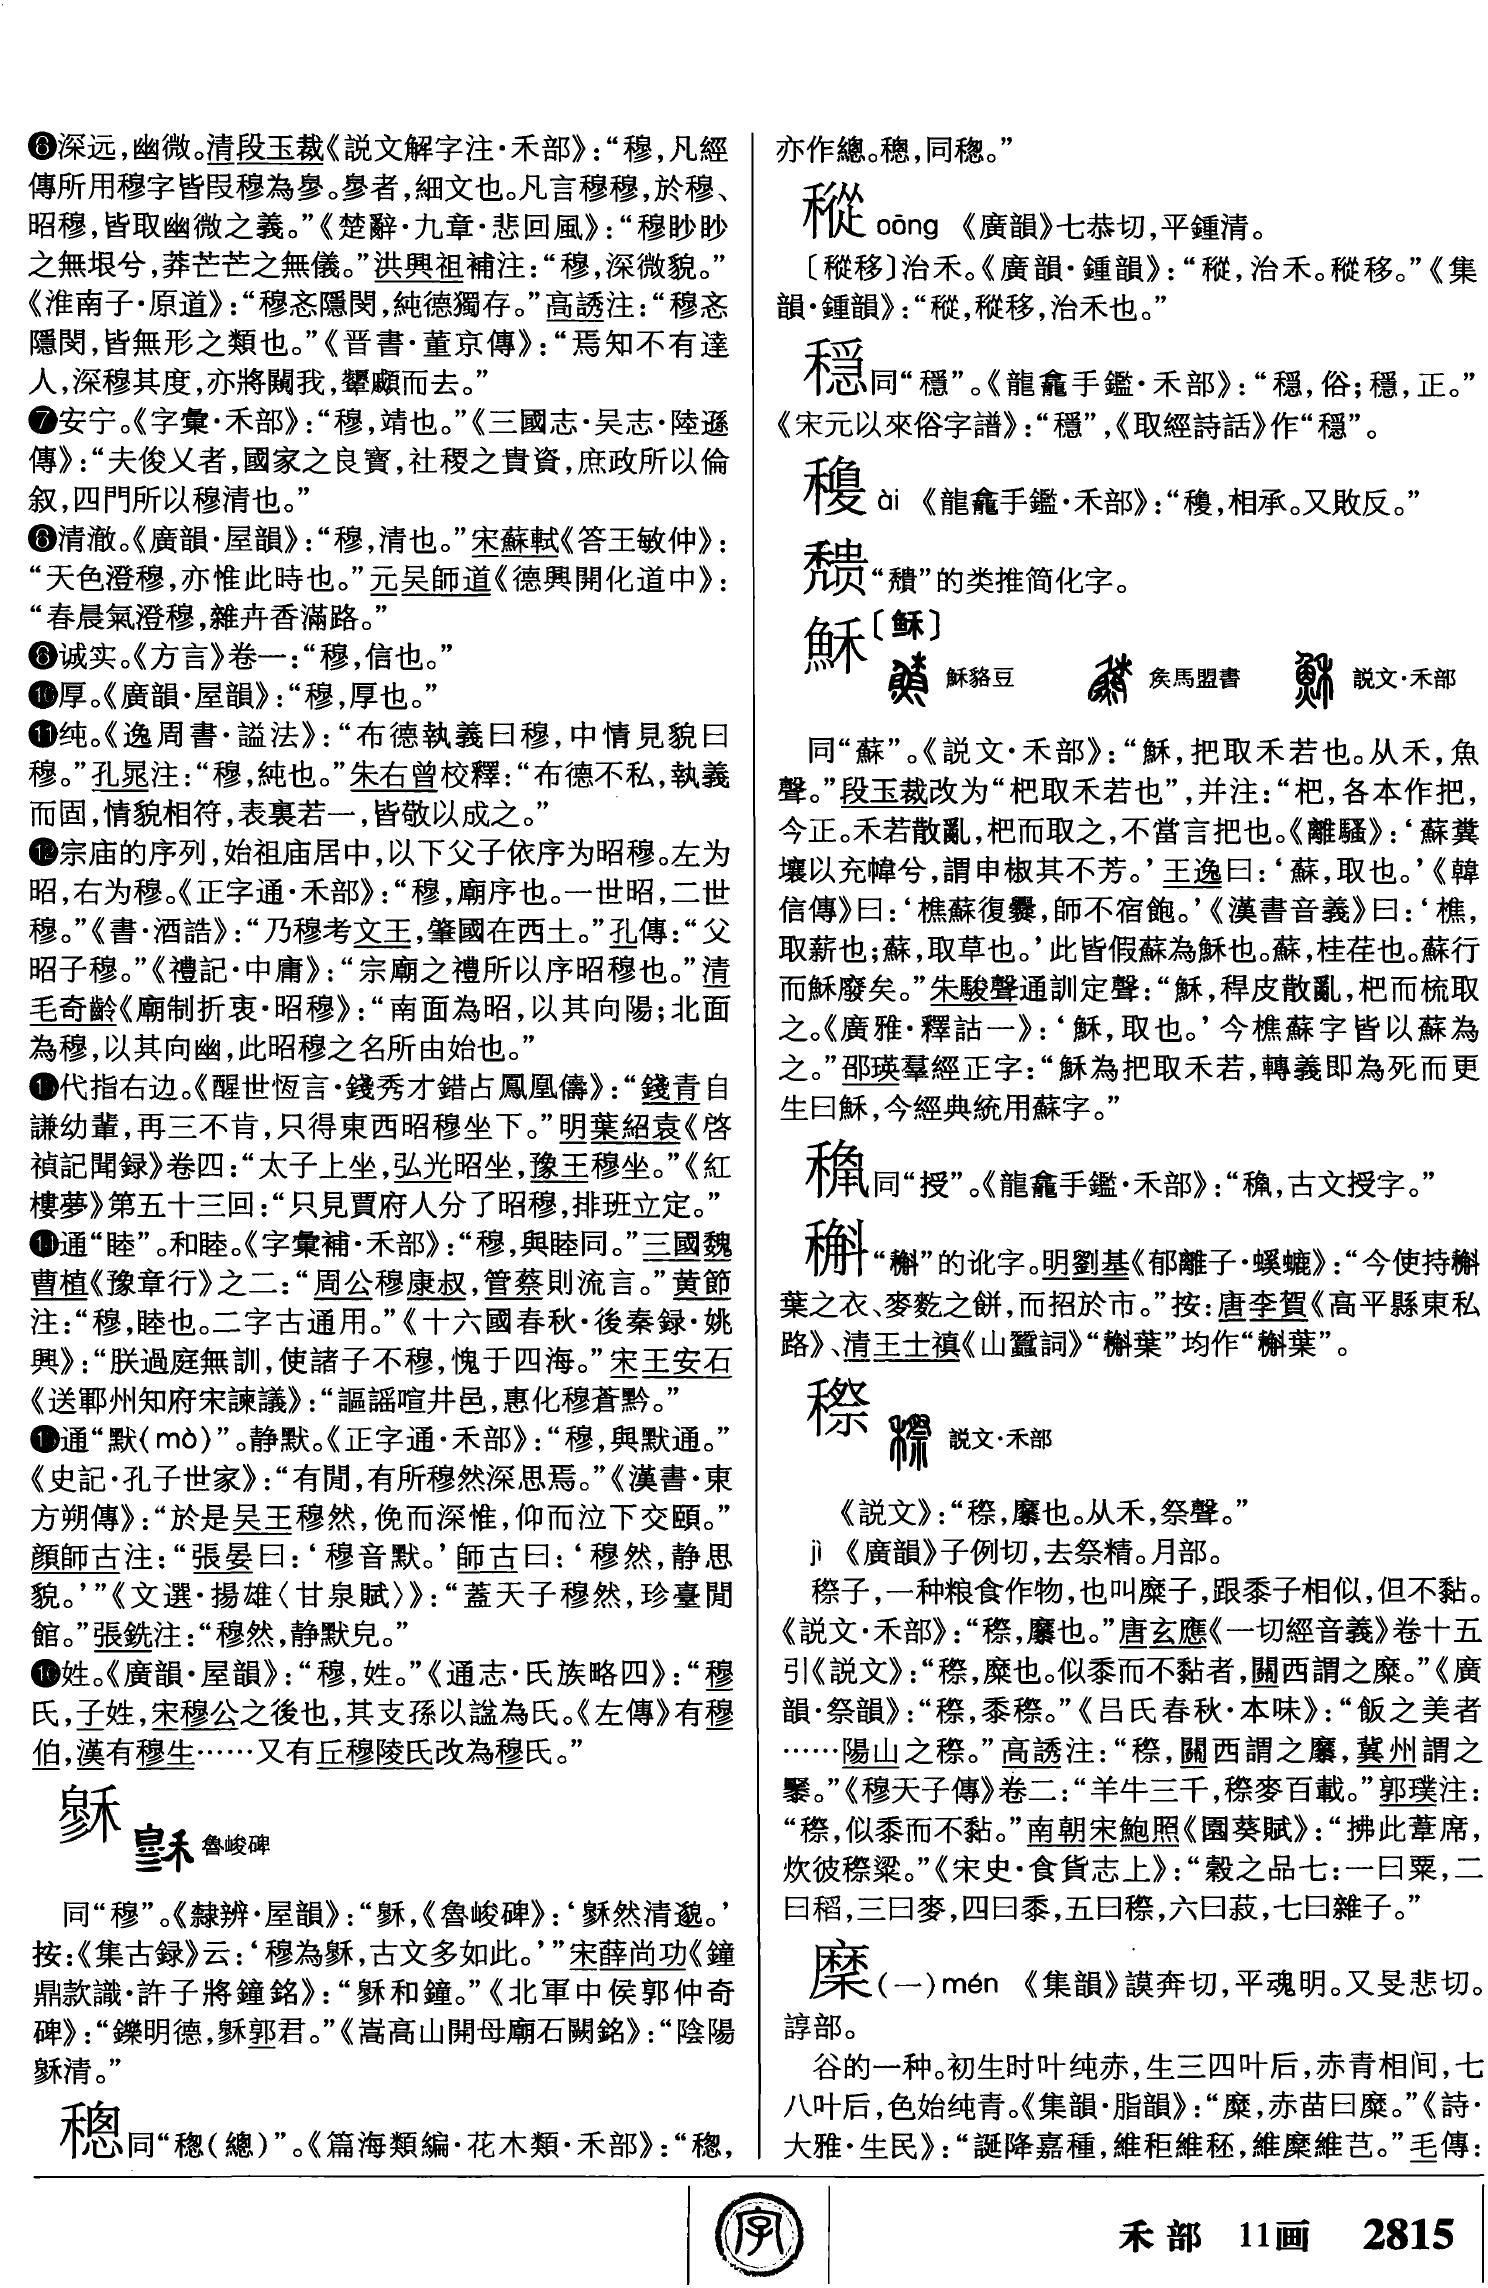 ❻深远，幽微。清段玉裁《説文解字注·禾部》：“穆，凡經
傳所用穆字皆叚穆為㣎。㣎者，細文也。凡言穆穆，於穆、
昭穆，皆取幽微之義。”《楚辭·九章·悲回風》：“穆眇眇
之無垠兮，莽芒芒之無儀。”洪興祖補注：“穆，深微貌。”
《淮南子·原道》：“穆忞隱閔，純德獨存。”高誘注：“穆忞
隱閔，皆無形之類也。”《晋書·董京傳》：“焉知不有達
人，深穆其度，亦將闚我，顰顣而去。”
❼安宁。《字彙·禾部》：“穆，靖也。”《三國志·吴志·陸遜
傳》：“夫俊乂者，國家之良寳，社稷之貴資，庶政所以倫
叙，四門所以穆清也。”
❽清澈。《廣韻·屋韻》：“穆，清也。”宋蘇軾《答王敏仲》：
“天色澄穆，亦惟此時也。”元吴師道《德興開化道中》：
“春晨氣澄穆，雜卉香滿路。”
❾诚实。《方言》卷一：“穆，信也。”
❿厚。《廣韻·屋韻》：“穆，厚也。”
⓫纯。《逸周書·謚法》：“布德執義曰穆，中情見貌曰
穆。”孔晁注：“穆，純也。”朱右曾校釋：“布德不私，執義
而固，情貌相符，表裏若一，皆敬以成之。”
⓬宗庙的序列，始祖庙居中，以下父子依序为昭穆。左为
昭，右为穆。《正字通·禾部》：“穆，廟序也。一世昭，二世
穆。”《書·酒誥》：“乃穆考文王，肇國在西土。”孔傳：“父
昭子穆。”《禮記·中庸》：“宗廟之禮所以序昭穆也。”清
毛奇齡《廟制折衷·昭穆》：“南面為昭，以其向陽；北面
為穆，以其向幽，此昭穆之名所由始也。”
⓭代指右边。《醒世恆言·錢秀才錯占鳳凰儔》：“錢青自
謙幼輩，再三不肯，只得東西昭穆坐下。”明葉紹袁《啓
禎記聞録》卷四：“太子上坐，弘光昭坐，豫王穆坐。”《紅
樓夢》第五十三回：“只見賈府人分了昭穆，排班立定。”
⓮通“睦”。和睦。《字彙補·禾部》：“穆，與睦同。”三國魏
曹植《豫章行》之二：“周公穆康叔，管蔡則流言。”黄節
注：“穆，睦也。二字古通用。”《十六國春秋·後秦録·姚
興》：“朕過庭無訓，使諸子不穆，愧于四海。”宋王安石
《送鄆州知府宋諫議》：“謳謡喧井邑，惠化穆蒼黔。”
⓯通“默(mò)”。静默。《正字通·禾部》：“穆，與默通。”
《史記·孔子世家》：“有閒，有所穆然深思焉。”《漢書·東
方朔傳》：“於是吴王穆然，俛而深惟，仰而泣下交頤。”
顔師古注：“張晏曰：‘穆音默。’師古曰：‘穆然，静思
貌。’”《文選·揚雄〈甘泉賦〉》：“蓋天子穆然，珍臺閒
館。”張銑注：“穆然，静默皃。”
⓰姓。《廣韻·屋韻》：“穆，姓。”《通志·氏族略四》：“穆
氏，子姓，宋穆公之後也，其支孫以謚為氏。《左傳》有穆
伯，漢有穆生……又有丘穆陵氏改為穆氏。”
魯峻碑
同“穆”。《隸辨·屋韻》：“，《魯峻碑》：‘然清邈。’
按：《集古録》云：‘穆為，古文多如此。’”宋薛尚功《鐘
鼎款識·許子將鐘銘》：“和鐘。”《北軍中侯郭仲奇
碑》：“鑠明德，郭君。”《嵩高山開母廟石闕銘》：“陰陽
清。”
穗同“稯(總)”。《篇海類編·花木類·禾部》：“，
亦作總。，同。”
䡮 oōng 《廣韻》七恭切，平鍾清。
〔移〕治禾。《廣韻·鍾韻》：“，治禾。移。”《集
韻·鍾韻》：“，移，治禾也。”
同“穩”。《龍龕手鑑·禾部》：“，俗；穩，正。”
《宋元以來俗字譜》：“穩”，《取經詩話》作“”。
ài 《龍龕手鑑·禾部》：“，相承。又敗反。”
“穨”的类推简化字。
穌〔稣〕
穌貉豆 矦馬盟書 説文·禾部
同“蘇”。《説文·禾部》：“穌，把取禾若也。从禾，魚
聲。”段玉裁改为“杷取禾若也”，并注：“杷，各本作把，
今正。禾若散亂，杷而取之，不當言把也。《離騷》：‘蘇糞
壤以充幃兮，謂申椒其不芳。’王逸曰：‘蘇，取也。’《韓
信傳》曰：‘樵蘇復爨，師不宿飽。’《漢書音義》曰：‘樵，
取薪也；蘇，取草也。’此皆假蘇為穌也。蘇，桂荏也。蘇行
而穌廢矣。”朱駿聲通訓定聲：“穌，稈皮散亂，杷而梳取
之。《廣雅·釋詁一》：‘穌，取也。’今樵蘇字皆以蘇為
之。”邵瑛羣經正字：“穌為把取禾若，轉義即為死而更
生曰穌，今經典統用蘇字。”
同“授”。《龍龕手鑑·禾部》：“，古文授字。”
“槲”的讹字。明劉基《郁離子·螇螰》：“今使持槲
葉之衣、麥麧之餅，而招於市。”按：唐李賀《高平縣東私
路》、清王士禛《山蠶詞》“槲葉”均作“槲葉”。
穄
説文·禾部
《説文》：“穄，𪎭也。从禾，祭聲。”
jì 《廣韻》子例切，去祭精。月部。
穄子，一种粮食作物，也叫糜子，跟黍子相似，但不黏。
《説文·禾部》：“穄，𪎭也。”唐玄應《一切經音義》卷十五
引《説文》：“穄，糜也。似黍而不黏者，關西謂之糜。”《廣
韻·祭韻》：“穄，黍穄。”《吕氏春秋·本味》：“飯之美者
……陽山之穄。”高誘注：“穄，關西謂之𪎭，冀州謂之
䅽。”《穆天子傳》卷二：“羊牛三千，穄麥百載。”郭璞注：
“穄，似黍而不黏。”南朝宋鮑照《園葵賦》：“拂此葦席，
炊彼穄粱。”《宋史·食貨志上》：“穀之品七：一曰粟，二
曰稻，三曰麥，四曰黍，五曰穄，六曰菽，七曰雜子。”
穈(一)mén 《集韻》謨奔切，平魂明。又旻悲切。
諄部。
谷的一种。初生时叶纯赤，生三四叶后，赤青相间，七
八叶后，色始纯青。《集韻·脂韻》：“穈，赤苗曰穈。”《詩·
大雅·生民》：“誕降嘉種，維秬維秠，維穈維芑。”毛傳：
字
禾部 11画 2815